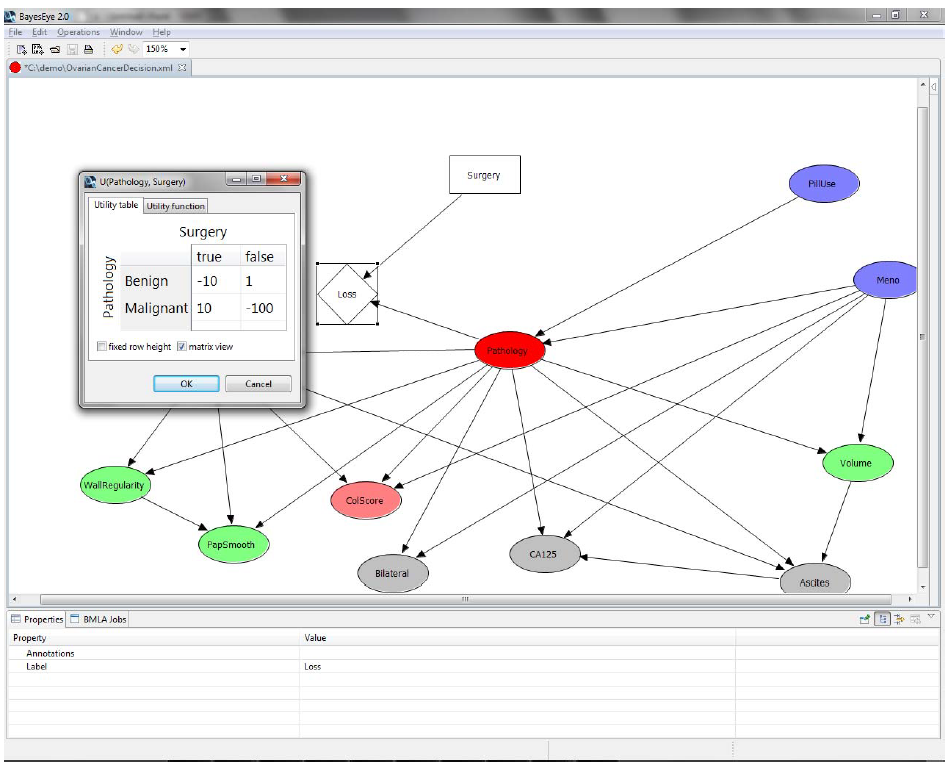 BayesEye 2.0
File Edit Operations Window Help
150%
*C:\demo\OvarianCancerDecision.xml
U(Pathology, Surgery)
Utility table Utility function
Surgery
Pathology
true false
Benign -10 1
Malignant 10 -100
fixed row height matrix view
OK Cancel
Surgery
PillUse
Loss
Meno
Pathology
WallRegularity
ColScore
Volume
PapSmooth
Bilateral
CA125
Ascites
Properties BMLA Jobs
Property Value
Annotations
Label Loss